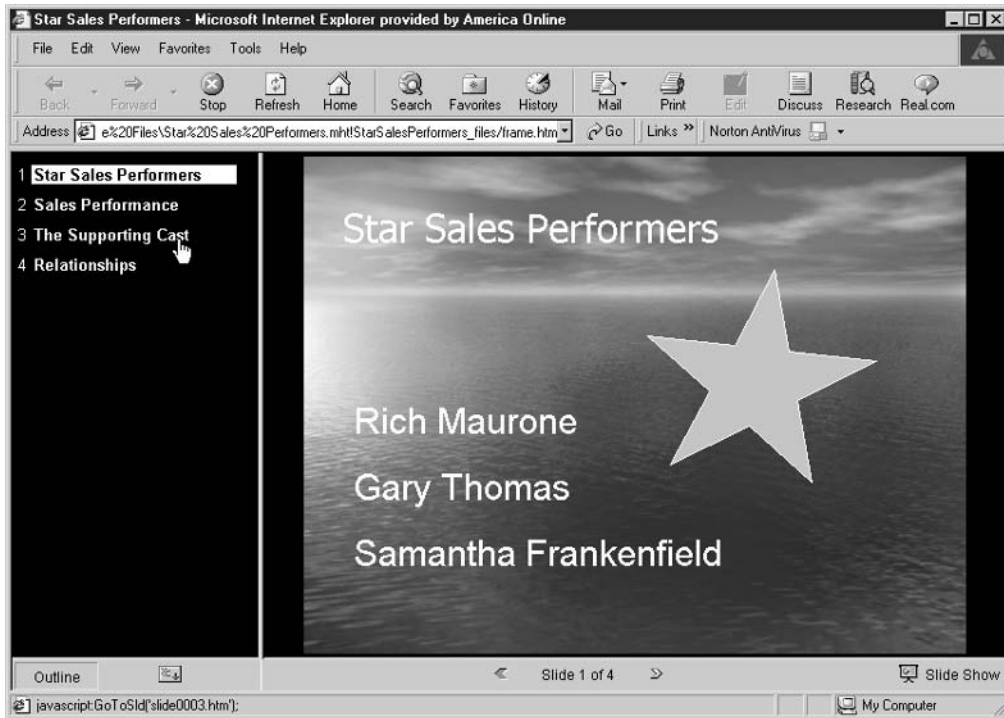 Star Sales Performers - Microsoft Internet Explorer provided by America Online
File Edit View Favorites Tools Help
Back Forward Stop Refresh Home Search Favorites History Mail Print Edit Discuss Research Real.com
Address e%20Files\Star%20Sales%20Performers.mht!StarSalesPerformers_files/frame.htm Go Links » Norton AntiVirus
1 Star Sales Performers
2 Sales Performance
3 The Supporting Cast
4 Relationships
Star Sales Performers
Rich Maurone
Gary Thomas
Samantha Frankenfield
Outline Slide 1 of 4 Slide Show
javascript:GoToSld('slide0003.htm'); My Computer